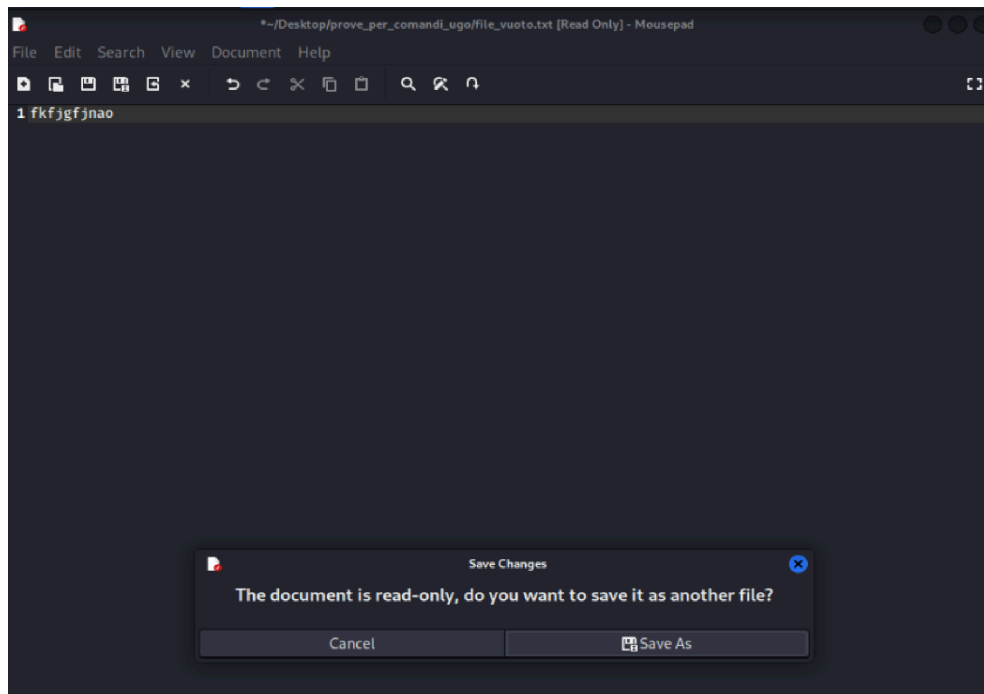 *~/Desktop/prove_per_comandi_ugo/file_vuoto.txt [Read Only] - Mousepad
File Edit Search View Document Help
1 fkfjgfjnao
Save Changes
The document is read-only, do you want to save it as another file?
Cancel Save As